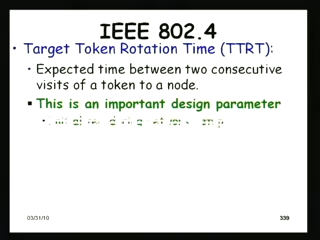 IEEE 802.4
• Target Token Rotation Time (TTRT):
• Expected time between two consecutive
visits of a token to a node.
▪ This is an important design parameter
03/31/10
339